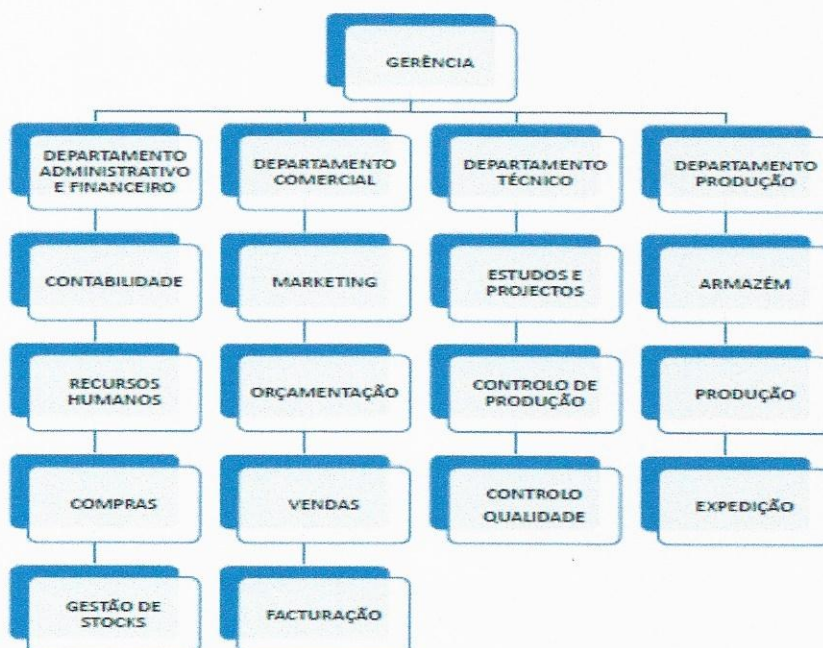 GERÊNCIA
DEPARTAMENTO
ADMINISTRATIVO
E FINANCEIRO
DEPARTAMENTO
COMERCIAL
DEPARTAMENTO
TÉCNICO
DEPARTAMENTO
PRODUÇÃO
CONTABILIDADE
MARKETING
ESTUDOS E
PROJECTOS
ARMAZÉM
RECURSOS
HUMANOS
ORÇAMENTAÇÃO
CONTROLO DE
PRODUÇÃO
PRODUÇÃO
COMPRAS
VENDAS
CONTROLO
QUALIDADE
EXPEDIÇÃO
GESTÃO DE
STOCKS
FACTURAÇÃO